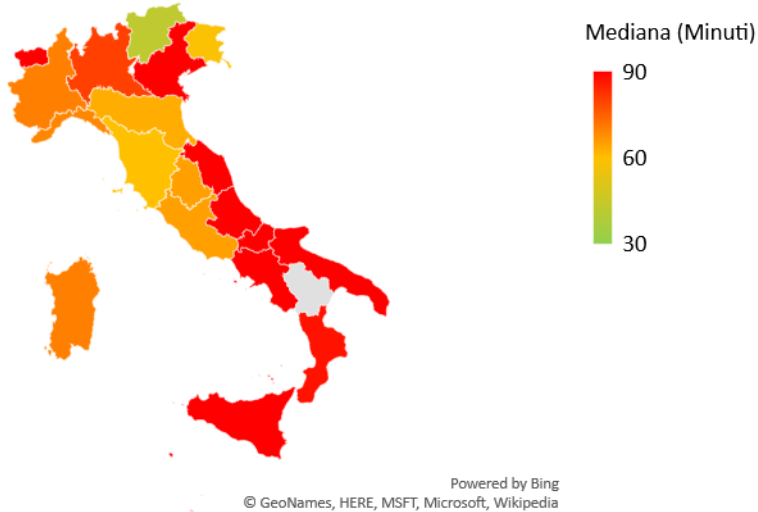 Mediana (Minuti)
90
60
30
Powered by Bing
© GeoNames, HERE, MSFT, Microsoft, Wikipedia